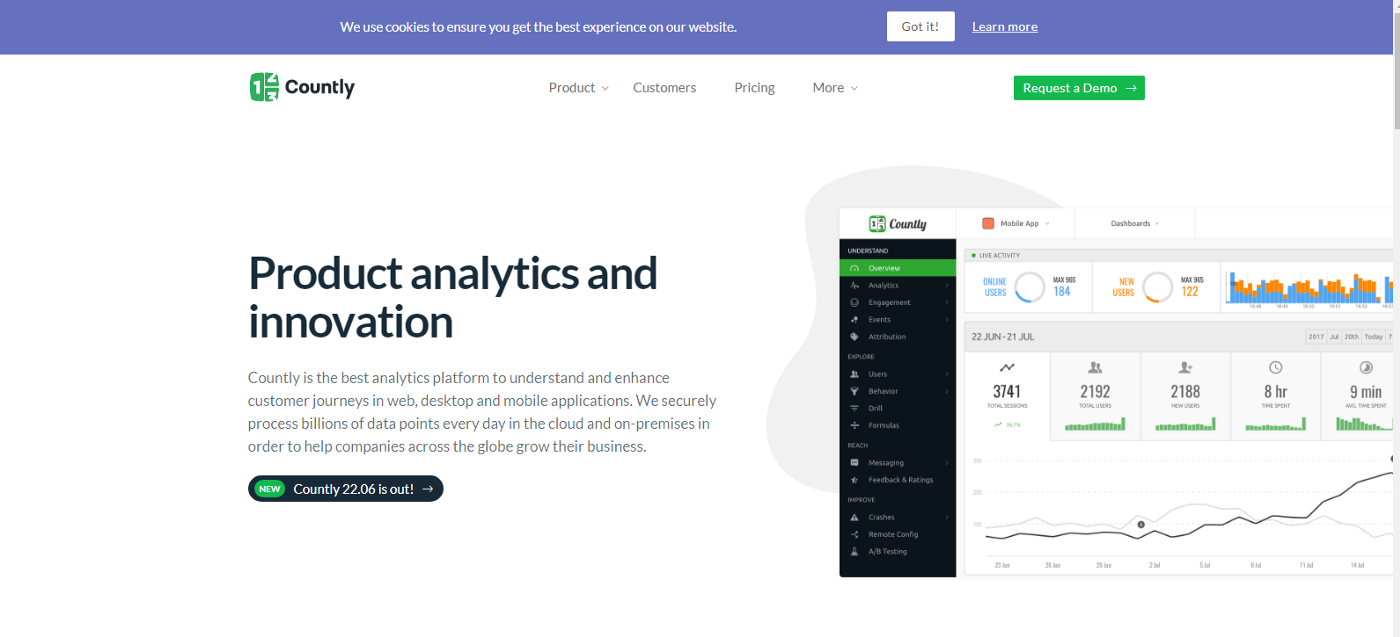 We use cookies to ensure you get the best experience on our website.
Got it!
Learn more
Countly
Product
Customers
Pricing
More
Request a Demo →
Product analytics and
innovation
Countly is the best analytics platform to understand and enhance
customer journeys in web, desktop and mobile applications. We securely
process billions of data points every day in the cloud and on-premises in
order to help companies across the globe grow their business.
NEW Countly 22.06 is out! →
Countly
Mobile App
Dashboards
UNDERSTAND
Overview
Analytics
Engagement
Events
Attribution
EXPLORE
Users
Behavior
Drill
Formulas
REACH
Messaging
Feedback & Ratings
IMPROVE
Crashes
Remote Config
A/B Testing
LIVE ACTIVITY
ONLINE
USERS
MAX 965
184
NEW
USERS
MAX 965
122
22 JUN - 21 JUL
2017 Jul 20th Today
3741
TOTAL SESSIONS
2192
TOTAL USERS
2188
NEW USERS
8 hr
TIME SPENT
9 min
AVG. TIME SPENT
300
200
100
23 Jun
26 Jun
29 Jun
2 Jul
5 Jul
8 Jul
11 Jul
14 Jul